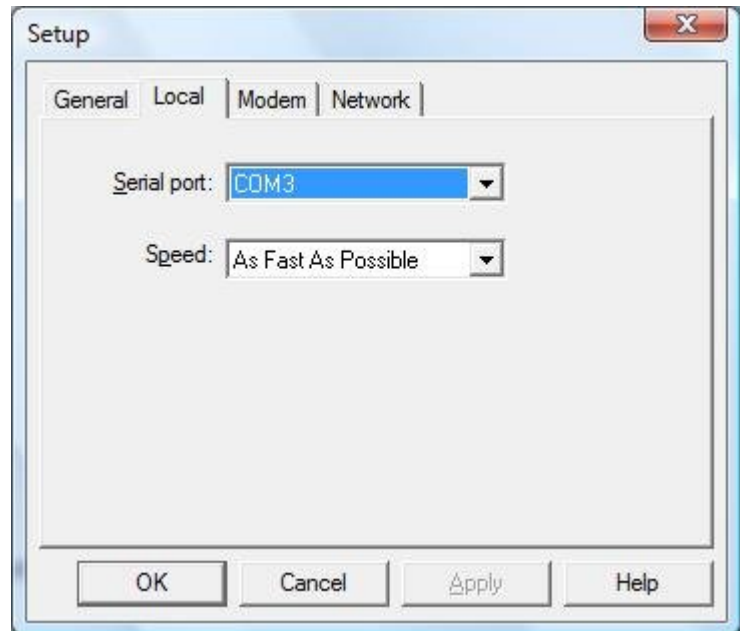 Setup
General Local Modem Network
Serial port: COM3
Speed: As Fast As Possible
OK Cancel Apply Help